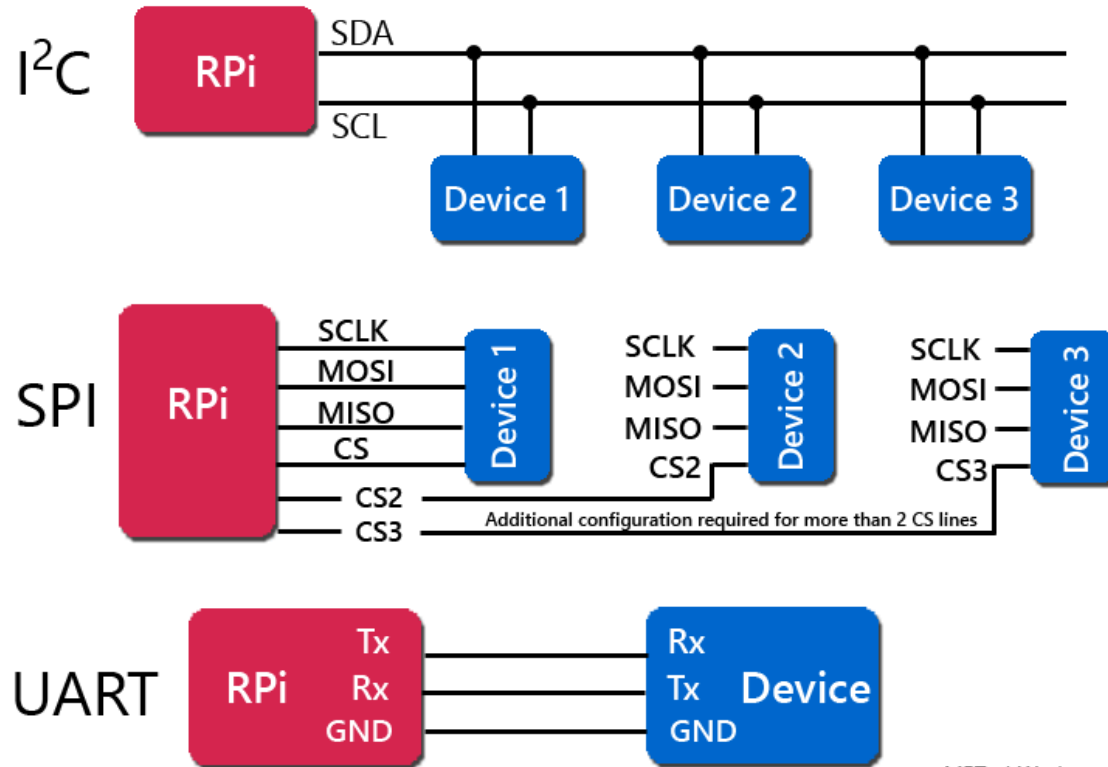 I²C
RPi
SDA
SCL
Device 1
Device 2
Device 3
SPI
RPi
SCLK
MOSI
MISO
CS
CS2
CS3
Device 1
SCLK
MOSI
MISO
CS2
Device 2
SCLK
MOSI
MISO
CS3
Device 3
Additional configuration required for more than 2 CS lines
UART
RPi
Tx
Rx
GND
Rx
Tx
GND
Device